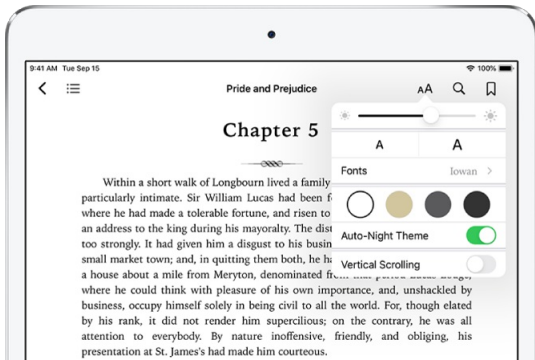 9:41 AM Tue Sep 15
100%
Pride and Prejudice
AA
Chapter 5
A A
Fonts Iowan
Auto-Night Theme
Vertical Scrolling
Within a short walk of Longbourn lived a family
particularly intimate. Sir William Lucas had been
where he had made a tolerable fortune, and risen to
an address to the king during his mayoralty. The
too strongly. It had given him a disgust to his
small market town; and, in quitting them both, he
a house about a mile from Meryton, denominated
where he could think with pleasure of his own importance, and, unshackled by
business, occupy himself solely in being civil to all the world. For, though elated
by his rank, it did not render him supercilious; on the contrary, he was all
attention to everybody. By nature inoffensive, friendly, and obliging, his
presentation at St. James's had made him courteous.